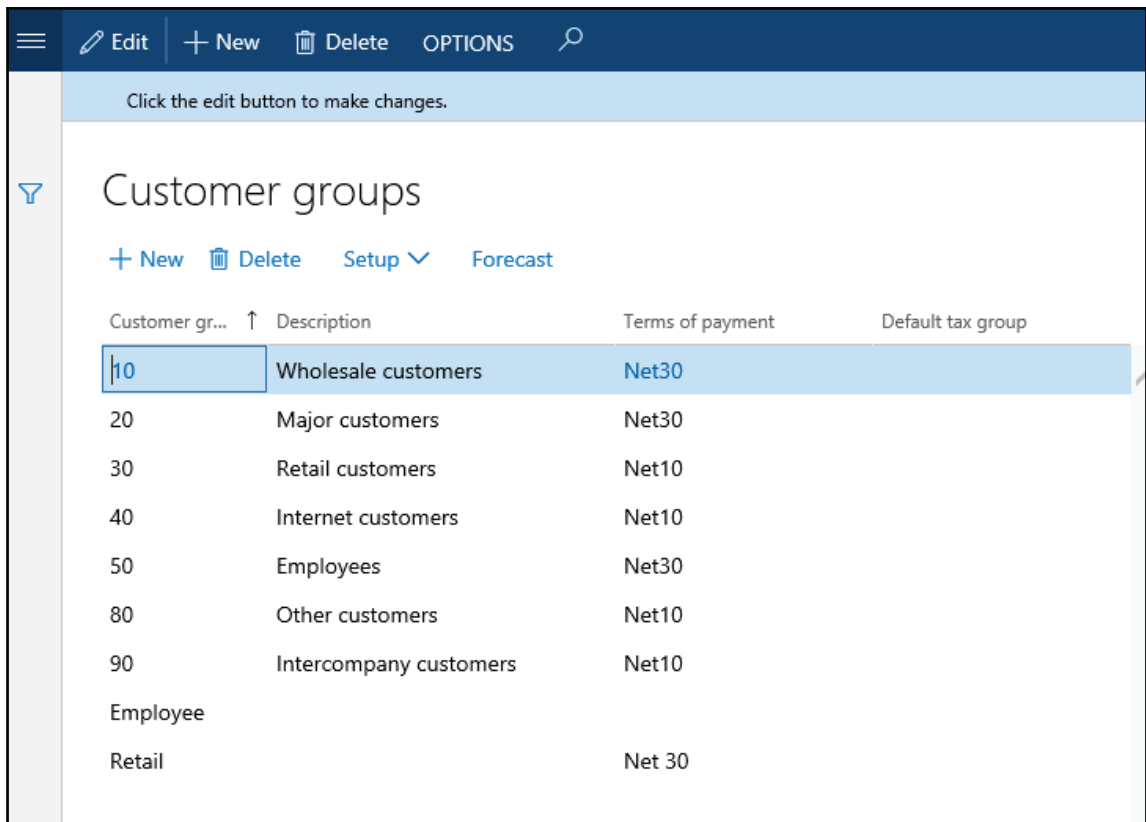 Edit New Delete OPTIONS
Click the edit button to make changes.
Customer groups
New Delete Setup Forecast
Customer gr... ↑ Description Terms of payment Default tax group
10 Wholesale customers Net30
20 Major customers Net30
30 Retail customers Net10
40 Internet customers Net10
50 Employees Net30
80 Other customers Net10
90 Intercompany customers Net10
Employee
Retail Net 30